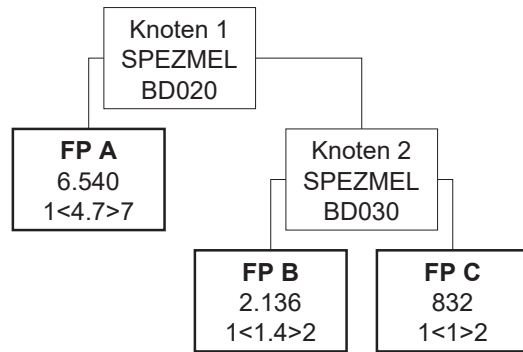 Knoten 1
SPEZMEL
BD020
FP A
6.540
1<4.7>7
Knoten 2
SPEZMEL
BD030
FP B
2.136
1<1.4>2
FP C
832
1<1>2